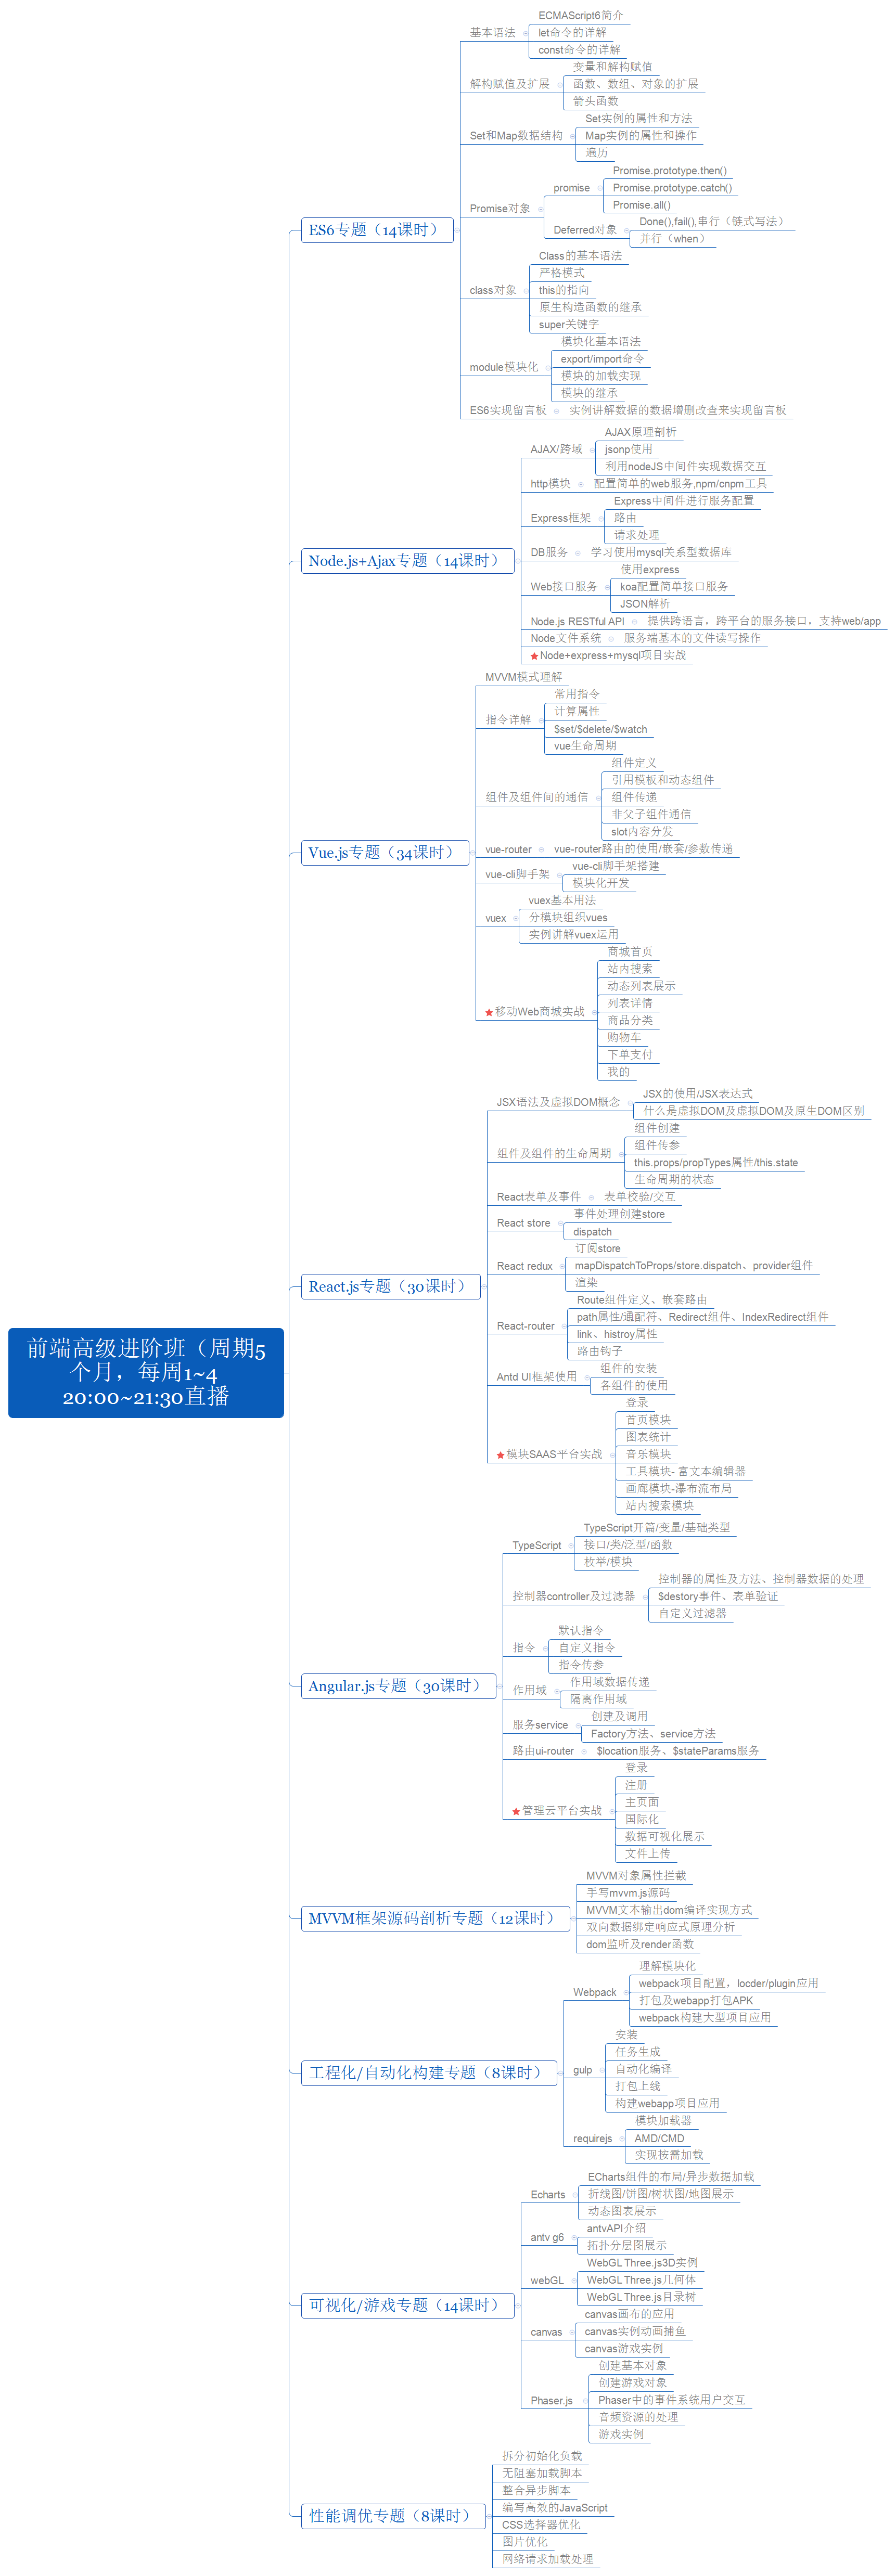 前端高级进阶班（周期5
个月，每周1~4
20:00~21:30直播
ES6专题（14课时）
基本语法
ECMAScript6简介
let命令的详解
const命令的详解
解构赋值及扩展
变量和解构赋值
函数、数组、对象的扩展
箭头函数
Set和Map数据结构
Set实例的属性和方法
Map实例的属性和操作
遍历
Promise对象
promise
Promise.prototype.then()
Promise.prototype.catch()
Promise.all()
Deferred对象
Done(),fail(),串行（链式写法）
并行（when）
class对象
Class的基本语法
严格模式
this的指向
原生构造函数的继承
super关键字
module模块化
模块化基本语法
export/import命令
模块的加载实现
模块的继承
ES6实现留言板
实例讲解数据的数据增删改查来实现留言板
Node.js+Ajax专题（14课时）
AJAX/跨域
AJAX原理剖析
jsonp使用
利用nodeJS中间件实现数据交互
http模块
配置简单的web服务,npm/cnpm工具
Express框架
Express中间件进行服务配置
路由
请求处理
DB服务
学习使用mysql关系型数据库
Web接口服务
使用express
koa配置简单接口服务
JSON解析
Node.js RESTful API
提供跨语言，跨平台的服务接口，支持web/app
Node文件系统
服务端基本的文件读写操作
Node+express+mysql项目实战
Vue.js专题（34课时）
MVVM模式理解
指令详解
常用指令
计算属性
$set/$delete/$watch
vue生命周期
组件及组件间的通信
组件定义
引用模板和动态组件
组件传递
非父子组件通信
slot内容分发
vue-router
vue-router路由的使用/嵌套/参数传递
vue-cli脚手架
vue-cli脚手架搭建
模块化开发
vuex
vuex基本用法
分模块组织vues
实例讲解vuex运用
移动Web商城实战
商城首页
站内搜索
动态列表展示
列表详情
商品分类
购物车
下单支付
我的
React.js专题（30课时）
JSX语法及虚拟DOM概念
JSX的使用/JSX表达式
什么是虚拟DOM及虚拟DOM及原生DOM区别
组件及组件的生命周期
组件创建
组件传参
this.props/propTypes属性/this.state
生命周期的状态
React表单及事件
表单校验/交互
React store
事件处理创建store
dispatch
React redux
订阅store
mapDispatchToProps/store.dispatch、provider组件
渲染
React-router
Route组件定义、嵌套路由
path属性/通配符、Redirect组件、IndexRedirect组件
link、histroy属性
路由钩子
Antd UI框架使用
组件的安装
各组件的使用
模块SAAS平台实战
登录
首页模块
图表统计
音乐模块
工具模块- 富文本编辑器
画廊模块-瀑布流布局
站内搜索模块
Angular.js专题（30课时）
TypeScript
TypeScript开篇/变量/基础类型
接口/类/泛型/函数
枚举/模块
控制器controller及过滤器
控制器的属性及方法、控制器数据的处理
$destory事件、表单验证
自定义过滤器
指令
默认指令
自定义指令
指令传参
作用域
作用域数据传递
隔离作用域
服务service
创建及调用
Factory方法、service方法
路由ui-router
$location服务、$stateParams服务
管理云平台实战
登录
注册
主页面
国际化
数据可视化展示
文件上传
MVVM框架源码剖析专题（12课时）
MVVM对象属性拦截
手写mvvm.js源码
MVVM文本输出dom编译实现方式
双向数据绑定响应式原理分析
dom监听及render函数
工程化/自动化构建专题（8课时）
Webpack
理解模块化
webpack项目配置，locder/plugin应用
打包及webapp打包APK
webpack构建大型项目应用
gulp
安装
任务生成
自动化编译
打包上线
构建webapp项目应用
requirejs
模块加载器
AMD/CMD
实现按需加载
可视化/游戏专题（14课时）
Echarts
ECharts组件的布局/异步数据加载
折线图/饼图/树状图/地图展示
动态图表展示
antv g6
antvAPI介绍
拓扑分层图展示
webGL
WebGL Three.js3D实例
WebGL Three.js几何体
WebGL Three.js目录树
canvas
canvas画布的应用
canvas实例动画捕鱼
canvas游戏实例
Phaser.js
创建基本对象
创建游戏对象
Phaser中的事件系统用户交互
音频资源的处理
游戏实例
性能调优专题（8课时）
拆分初始化负载
无阻塞加载脚本
整合异步脚本
编写高效的JavaScript
CSS选择器优化
图片优化
网络请求加载处理